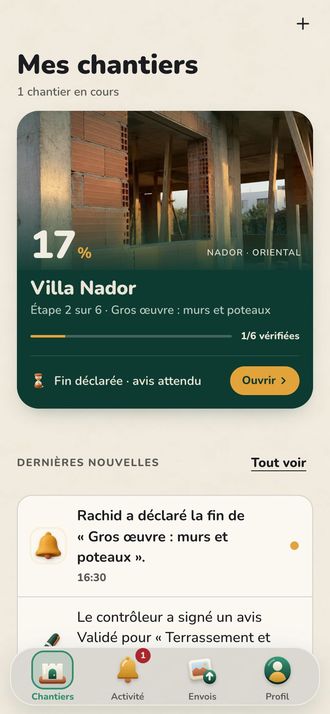 Mes chantiers
1 chantier en cours
17 %
NADOR · ORIENTAL
Villa Nador
Étape 2 sur 6 · Gros œuvre : murs et poteaux
1/6 vérifiées
Fin déclarée · avis attendu
Ouvrir
DERNIÈRES NOUVELLES
Tout voir
Rachid a déclaré la fin de
« Gros œuvre : murs et
poteaux ».
16:30
Le contrôleur a signé un avis
Validé pour « Terrassement et
1
Chantiers
Activité
Envois
Profil